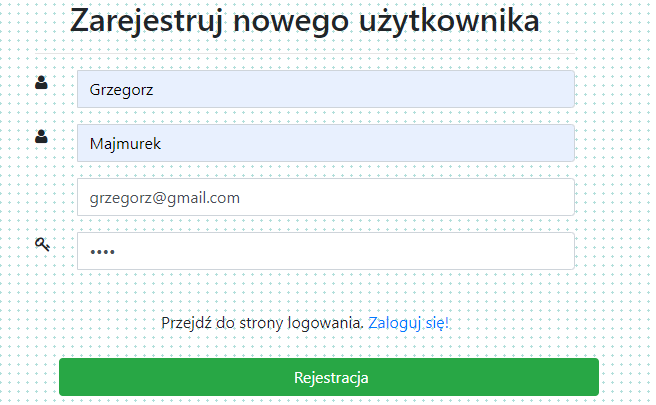 Zarejestruj nowego użytkownika
Grzegorz
Majmurek
grzegorz@gmail.com
••••
Przejdź do strony logowania. Zaloguj się!
Rejestracja